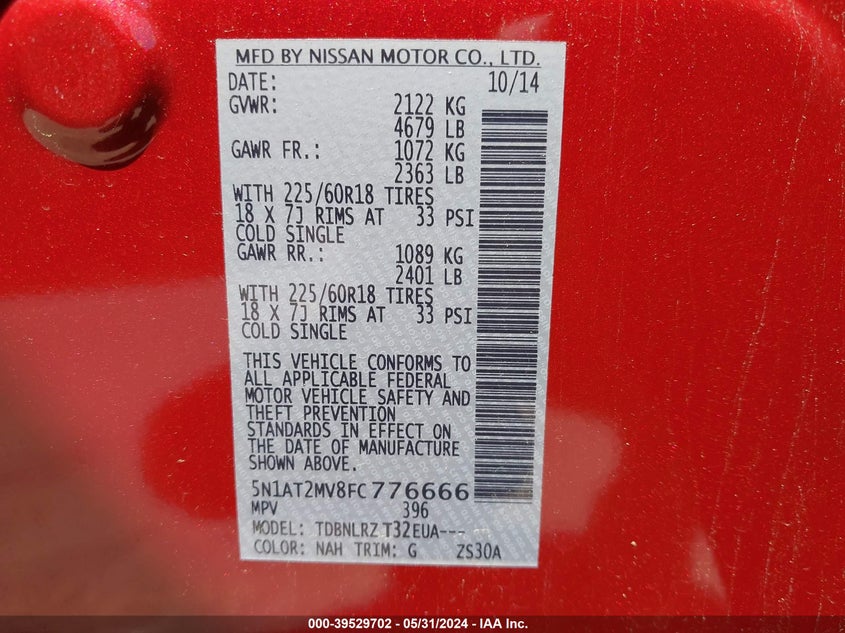 MFD BY NISSAN MOTOR CO., LTD.
DATE: 10/14
GVWR: 2122 KG
4679 LB
GAWR FR.: 1072 KG
2363 LB
WITH 225/60R18 TIRES
18 X 7J RIMS AT 33 PSI
COLD SINGLE
GAWR RR.: 1089 KG
2401 LB
WITH 225/60R18 TIRES
18 X 7J RIMS AT 33 PSI
COLD SINGLE
THIS VEHICLE CONFORMS TO
ALL APPLICABLE FEDERAL
MOTOR VEHICLE SAFETY AND
THEFT PREVENTION
STANDARDS IN EFFECT ON
THE DATE OF MANUFACTURE
SHOWN ABOVE.
5N1AT2MV8FC776666
MPV 396
MODEL: TDBNLRZ T32EUA---
COLOR: NAH TRIM: G ZS30A
000-39529702 - 05/31/2024 - IAA Inc.